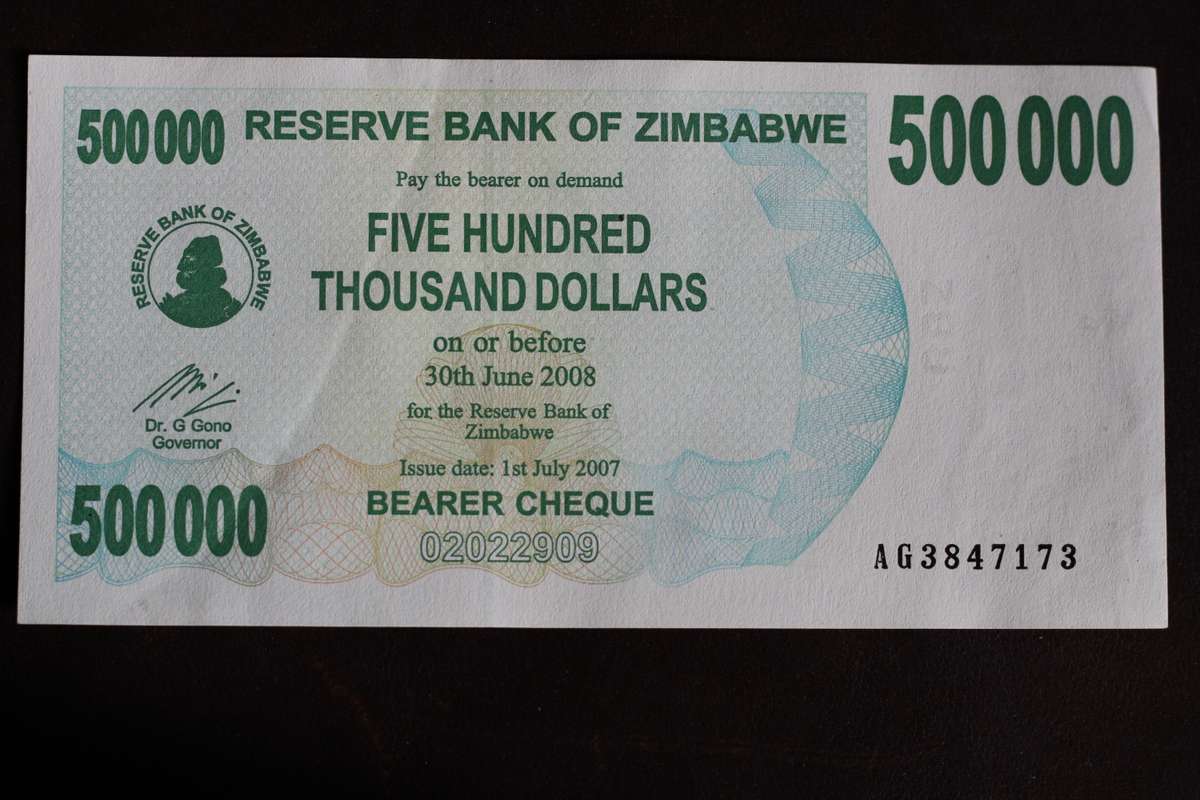 500 000
RESERVE BANK OF ZIMBABWE
500 000
Pay the bearer on demand
FIVE HUNDRED
THOUSAND DOLLARS
RESERVE BANK OF ZIMBABWE
on or before
30th June 2008
for the Reserve Bank of
Zimbabwe
Dr. G Gono
Governor
Issue date: 1st July 2007
BEARER CHEQUE
500 000
02022909
AG3847173